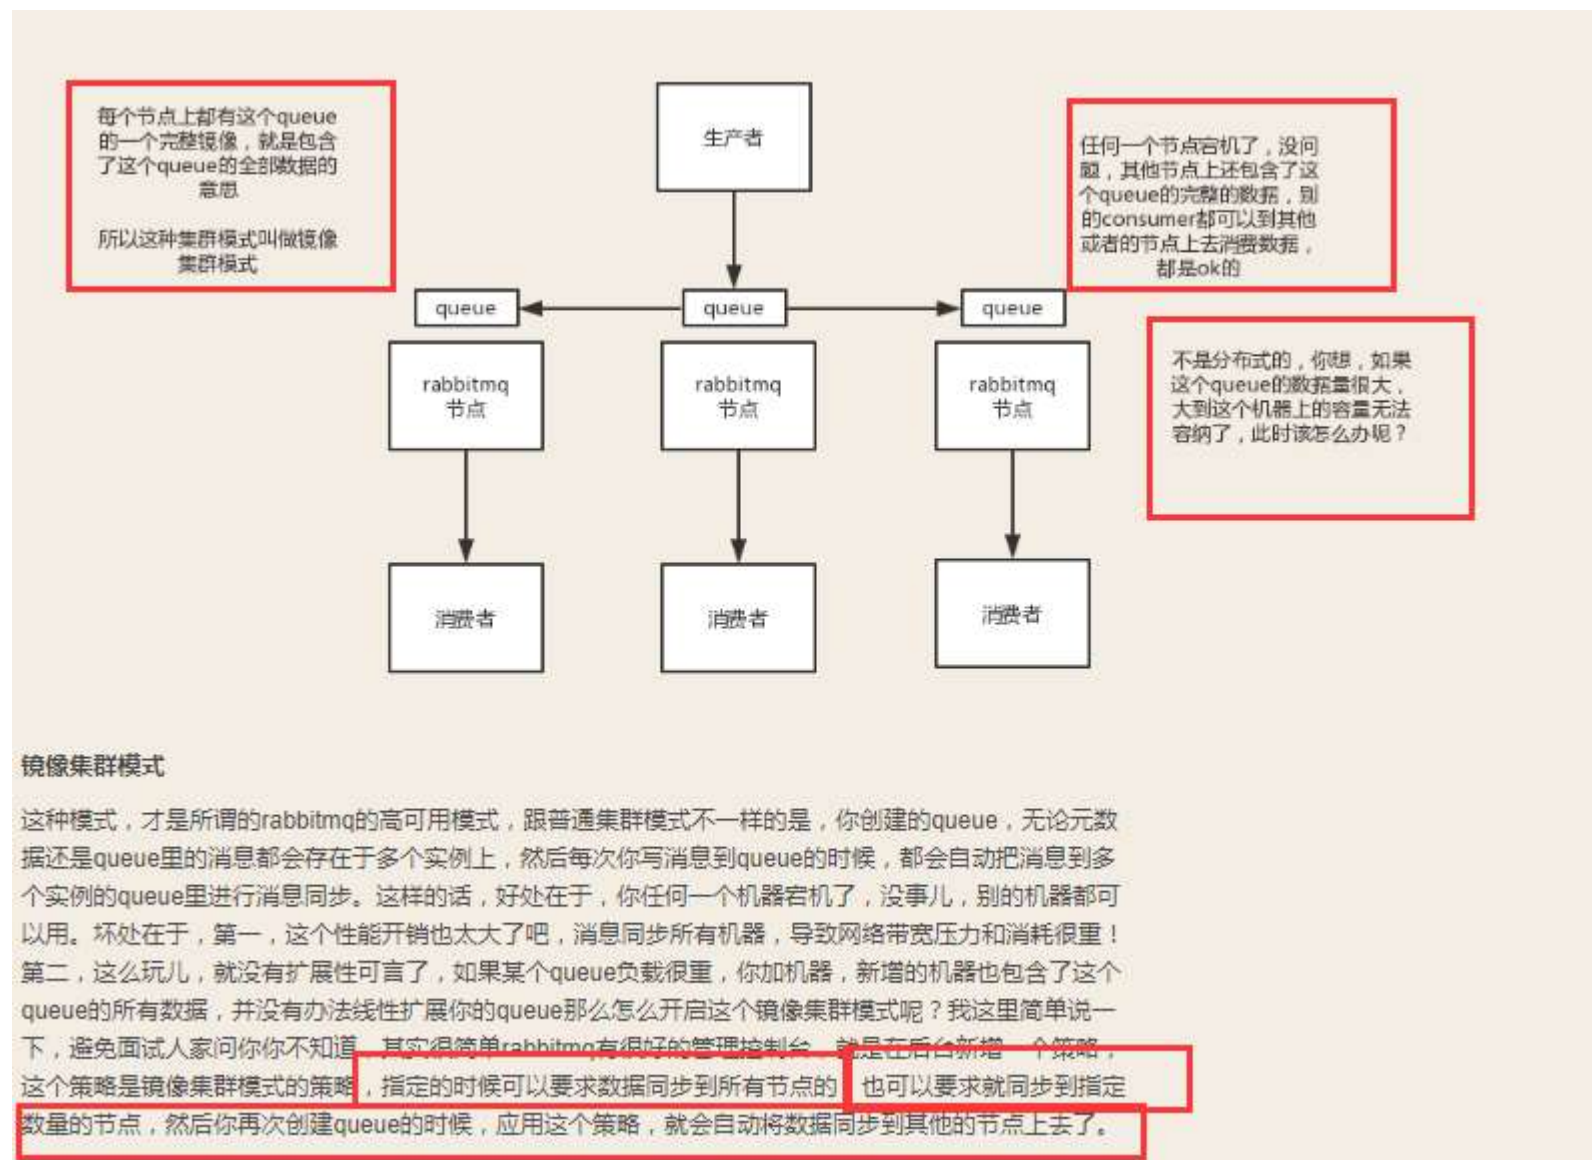 每个节点上都有这个queue
的一个完整镜像，就是包含
了这个queue的全部数据的
意思
所以这种集群模式叫做镜像
集群模式
生产者
任何一个节点宕机了，没问
题，其他节点上还包含了这
个queue的完整的数据，别
的consumer都可以到其他
或者的节点上去消费数据，
都是ok的
queue
queue
queue
不是分布式的，你想，如果
这个queue的数据量很大，
大到这个机器上的容量无法
容纳了，此时该怎么办呢？
rabbitmq
节点
rabbitmq
节点
rabbitmq
节点
消费者
消费者
消费者
镜像集群模式
这种模式，才是所谓的rabbitmq的高可用模式，跟普通集群模式不一样的是，你创建的queue，无论元数
据还是queue里的消息都会存在于多个实例上，然后每次你写消息到queue的时候，都会自动把消息到多
个实例的queue里进行消息同步。这样的话，好处在于，你任何一个机器宕机了，没事儿，别的机器都可
以用。坏处在于，第一，这个性能开销也太大了吧，消息同步所有机器，导致网络带宽压力和消耗很重！
第二，这么玩儿，就没有扩展性可言了，如果某个queue负载很重，你加机器，新增的机器也包含了这个
queue的所有数据，并没有办法线性扩展你的queue那么怎么开启这个镜像集群模式呢？我这里简单说一
下，避免面试人家问你你不知道，其实很简单rabbitmq有很好的管理控制台，就是在后台新增一个策略，
这个策略是镜像集群模式的策略，指定的时候可以要求数据同步到所有节点的，也可以要求就同步到指定
数量的节点，然后你再次创建queue的时候，应用这个策略，就会自动将数据同步到其他的节点上去了。